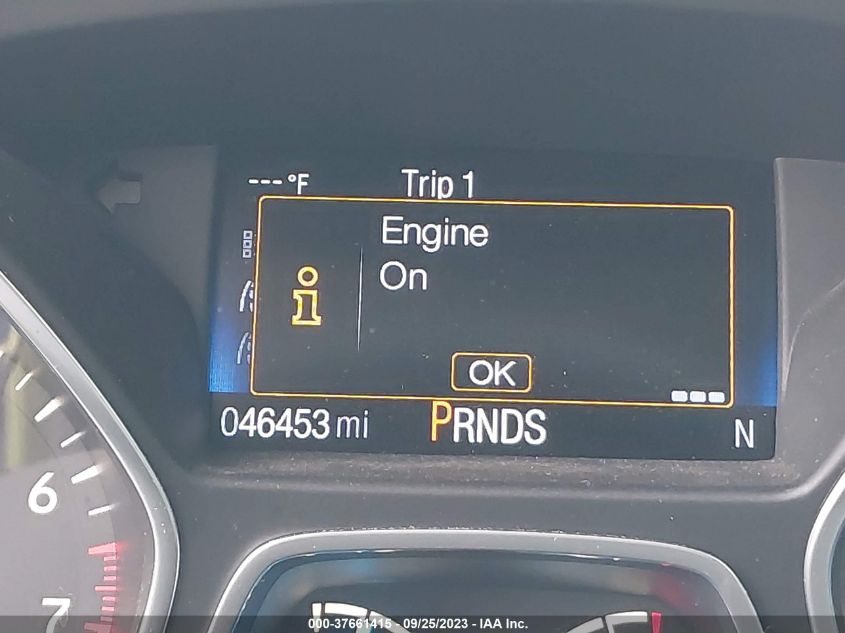 ---°F Trip 1
Engine
On
OK
046453 mi PRNDS N
6
7
000-37661415 - 09/25/2023 - IAA Inc.